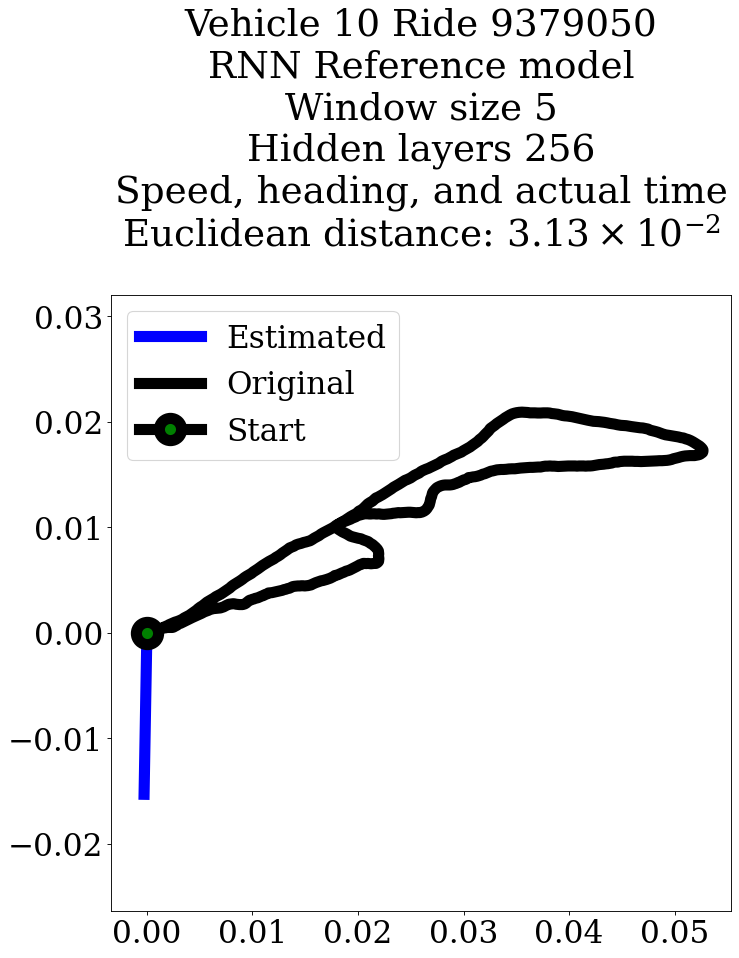 Vehicle 10 Ride 9379050
RNN Reference model
Window size 5
Hidden layers 256
Speed, heading, and actual time
Euclidean distance: 3.13 × 10⁻²
Estimated
Original
Start
0.03
0.02
0.01
0.00
−0.01
−0.02
0.00 0.01 0.02 0.03 0.04 0.05